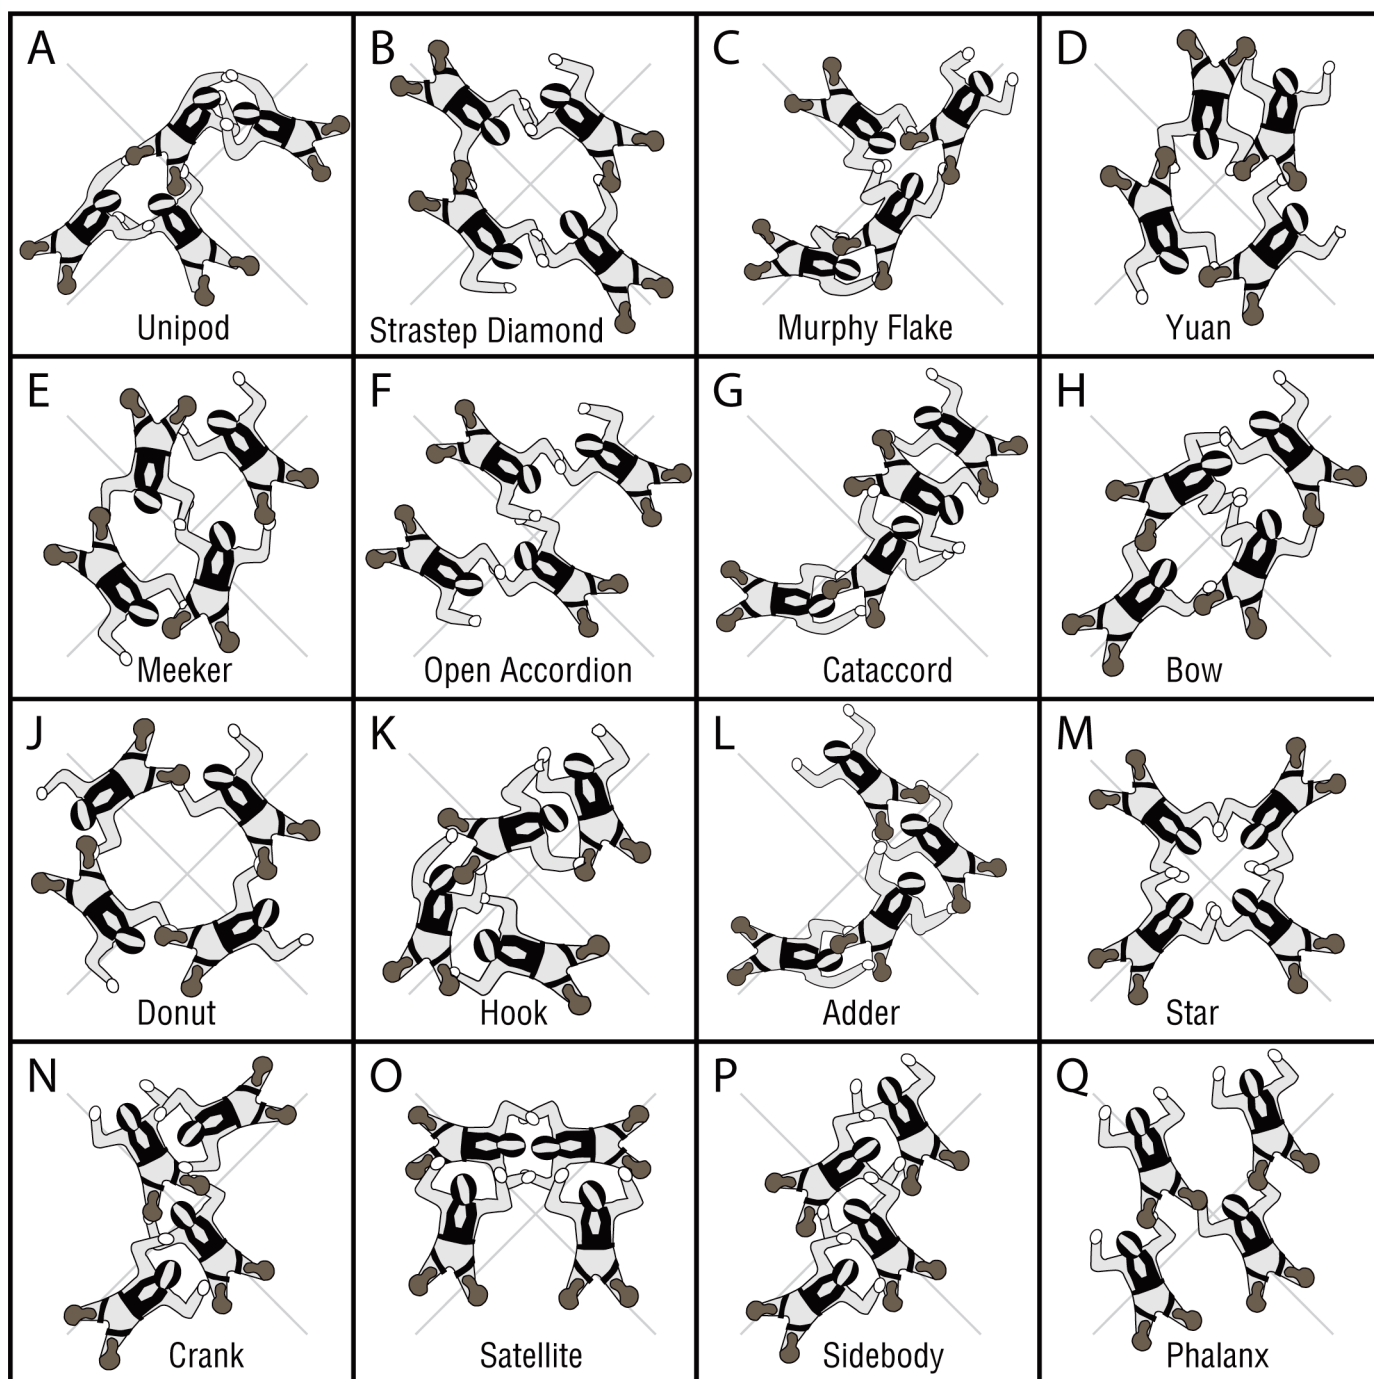 A
Unipod
B
Strastep Diamond
C
Murphy Flake
D
Yuan
E
Meeker
F
Open Accordion
G
Cataccord
H
Bow
J
Donut
K
Hook
L
Adder
M
Star
N
Crank
O
Satellite
P
Sidebody
Q
Phalanx